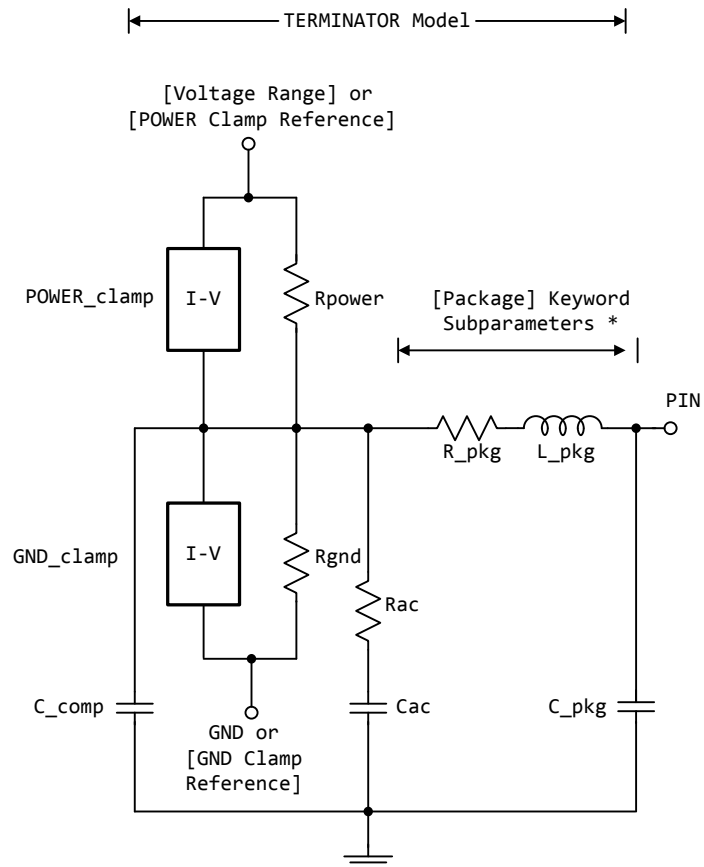 TERMINATOR Model
[Voltage Range] or
[POWER Clamp Reference]
POWER_clamp
I-V
Rpower
[Package] Keyword
Subparameters *
PIN
R_pkg
L_pkg
GND_clamp
I-V
Rgnd
Rac
C_comp
Cac
C_pkg
GND or
[GND Clamp
Reference]